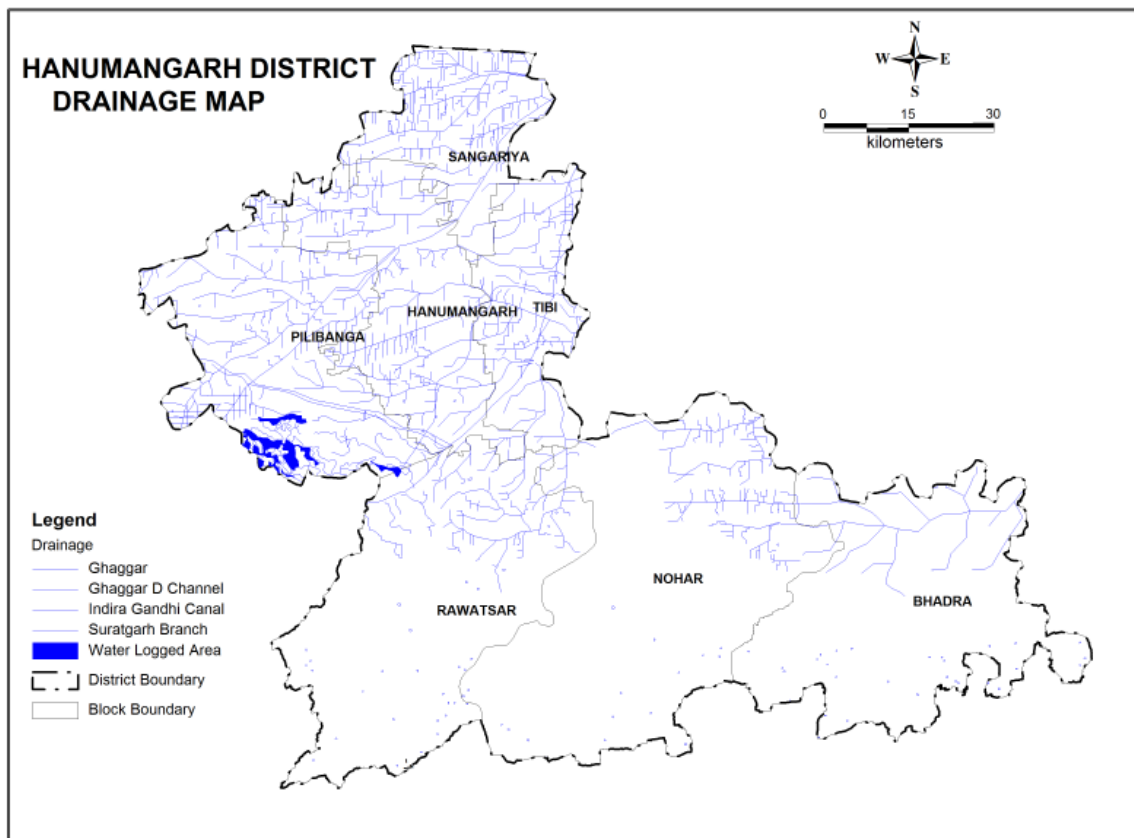 HANUMANGARH DISTRICT
DRAINAGE MAP
N
W E
S
0 15 30
kilometers
SANGARIYA
HANUMANGARH
TIBI
PILIBANGA
NOHAR
RAWATSAR
BHADRA
Legend
Drainage
Ghaggar
Ghaggar D Channel
Indira Gandhi Canal
Suratgarh Branch
Water Logged Area
District Boundary
Block Boundary